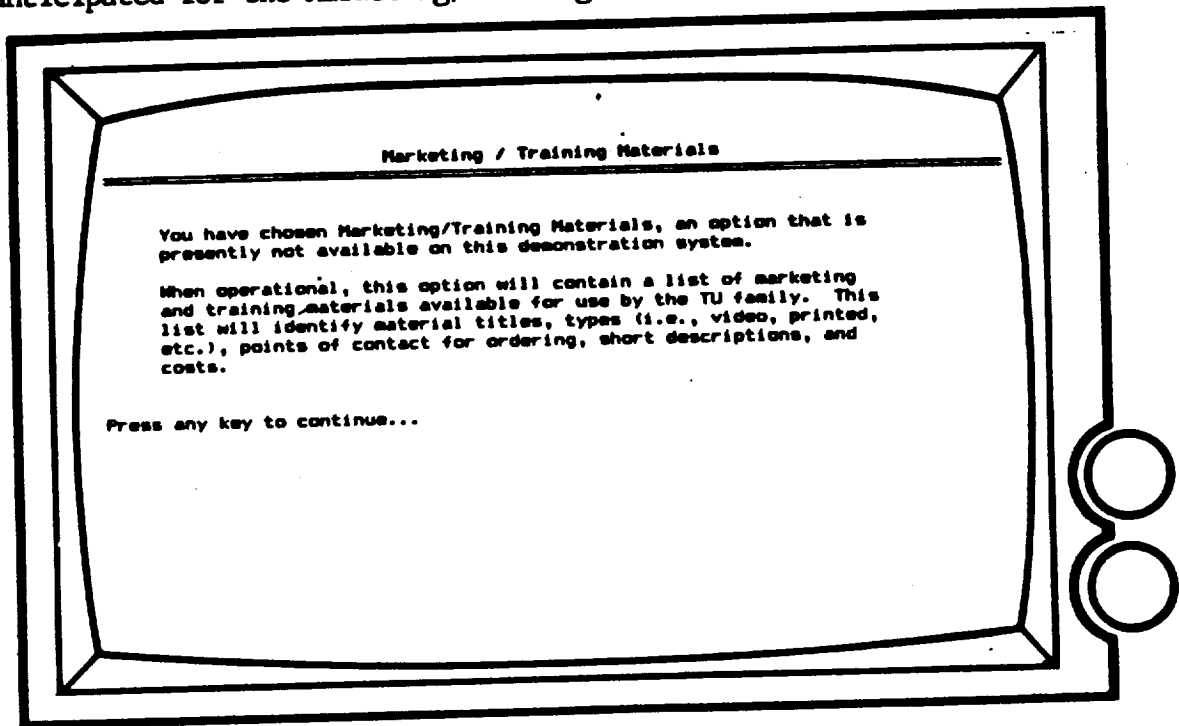 for the
Marketing / Training Materials
You have chosen Marketing/Training Materials, an option that is
presently not available on this demonstration system.
When operational, this option will contain a list of marketing
and training materials available for use by the TU family. This
list will identify material titles, types (i.e., video, printed,
etc.), points of contact for ordering, short descriptions, and
costs.
Press any key to continue...